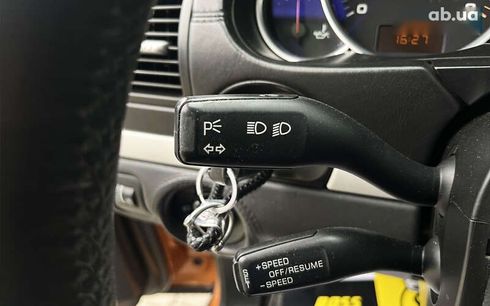 ab.ua
16:27
P
+SPEED
OFF/RESUME
-SPEED